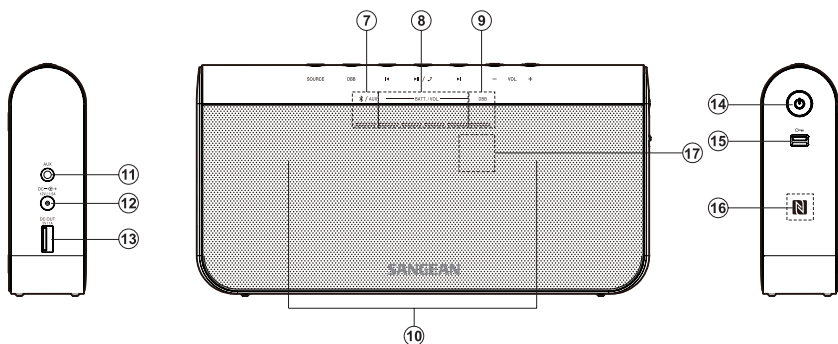 7 8 9
SOURCE DBB VOL − +
/ AUX BATT./VOL DBB
14
15
17
AUX
11
DC
12
16
DC OUT
13
SANGEAN
10